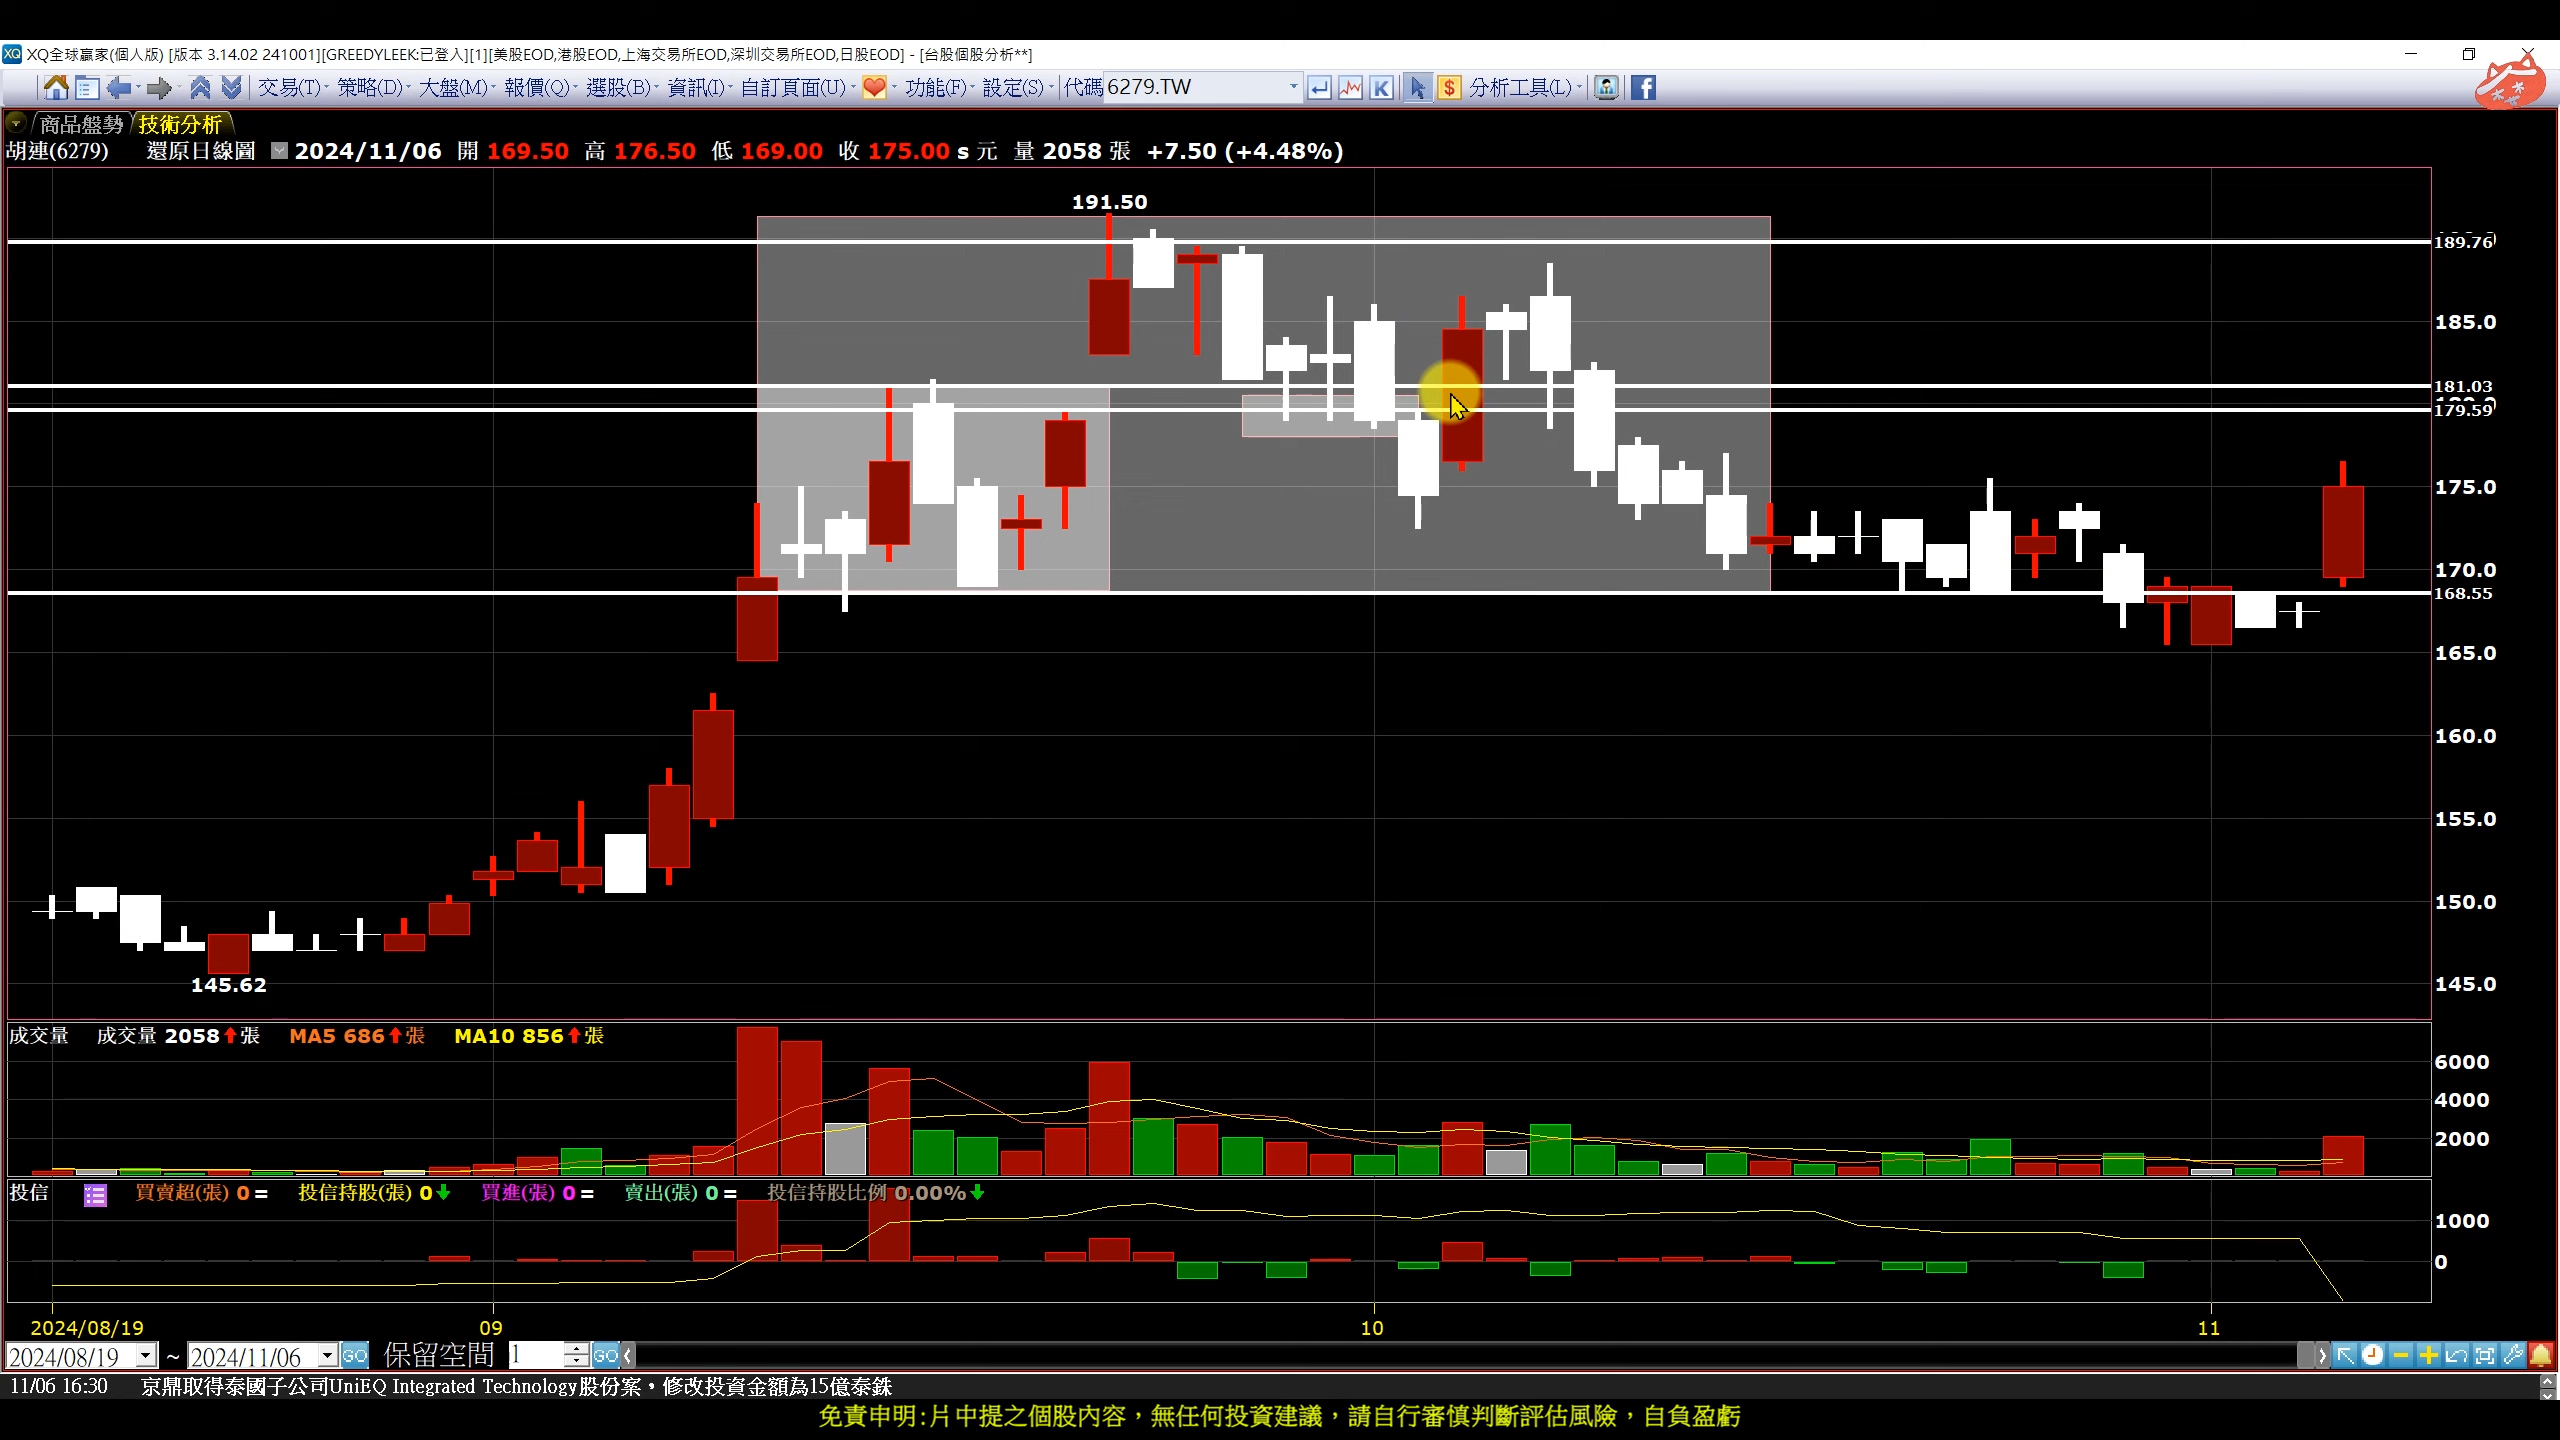 XQ全球贏家(個人版) [版本 3.14.02 241001][GREEDYLEEK:已登入][1][美股EOD,港股EOD,上海交易所EOD,深圳交易所EOD,日股EOD] - [台股個股分析**]
交易(T) 策略(D) 大盤(M) 報價(Q) 選股(B) 資訊(I) 自訂頁面(U) 功能(F) 設定(S) 代碼 6279.TW K $ 分析工具(L) f
商品盤勢 技術分析
胡連(6279) 還原日線圖 2024/11/06 開 169.50 高 176.50 低 169.00 收 175.00 s 元 量 2058 張 +7.50 (+4.48%)
191.50
189.76
185.0
181.03
179.59
175.0
170.0
168.55
165.0
160.0
155.0
150.0
145.62
145.0
成交量 成交量 2058 張 MA5 686 張 MA10 856 張
6000
4000
2000
投信 買賣超(張) 0 = 投信持股(張) 0 買進(張) 0 = 賣出(張) 0 = 投信持股比例 0.00%
1000
0
2024/08/19 09 10 11
2024/08/19 ~ 2024/11/06 GO 保留空間 1 GO
11/06 16:30 京鼎取得泰國子公司UniEQ Integrated Technology股份案，修改投資金額為15億泰銖
免責申明:片中提之個股內容，無任何投資建議，請自行審慎判斷評估風險，自負盈虧